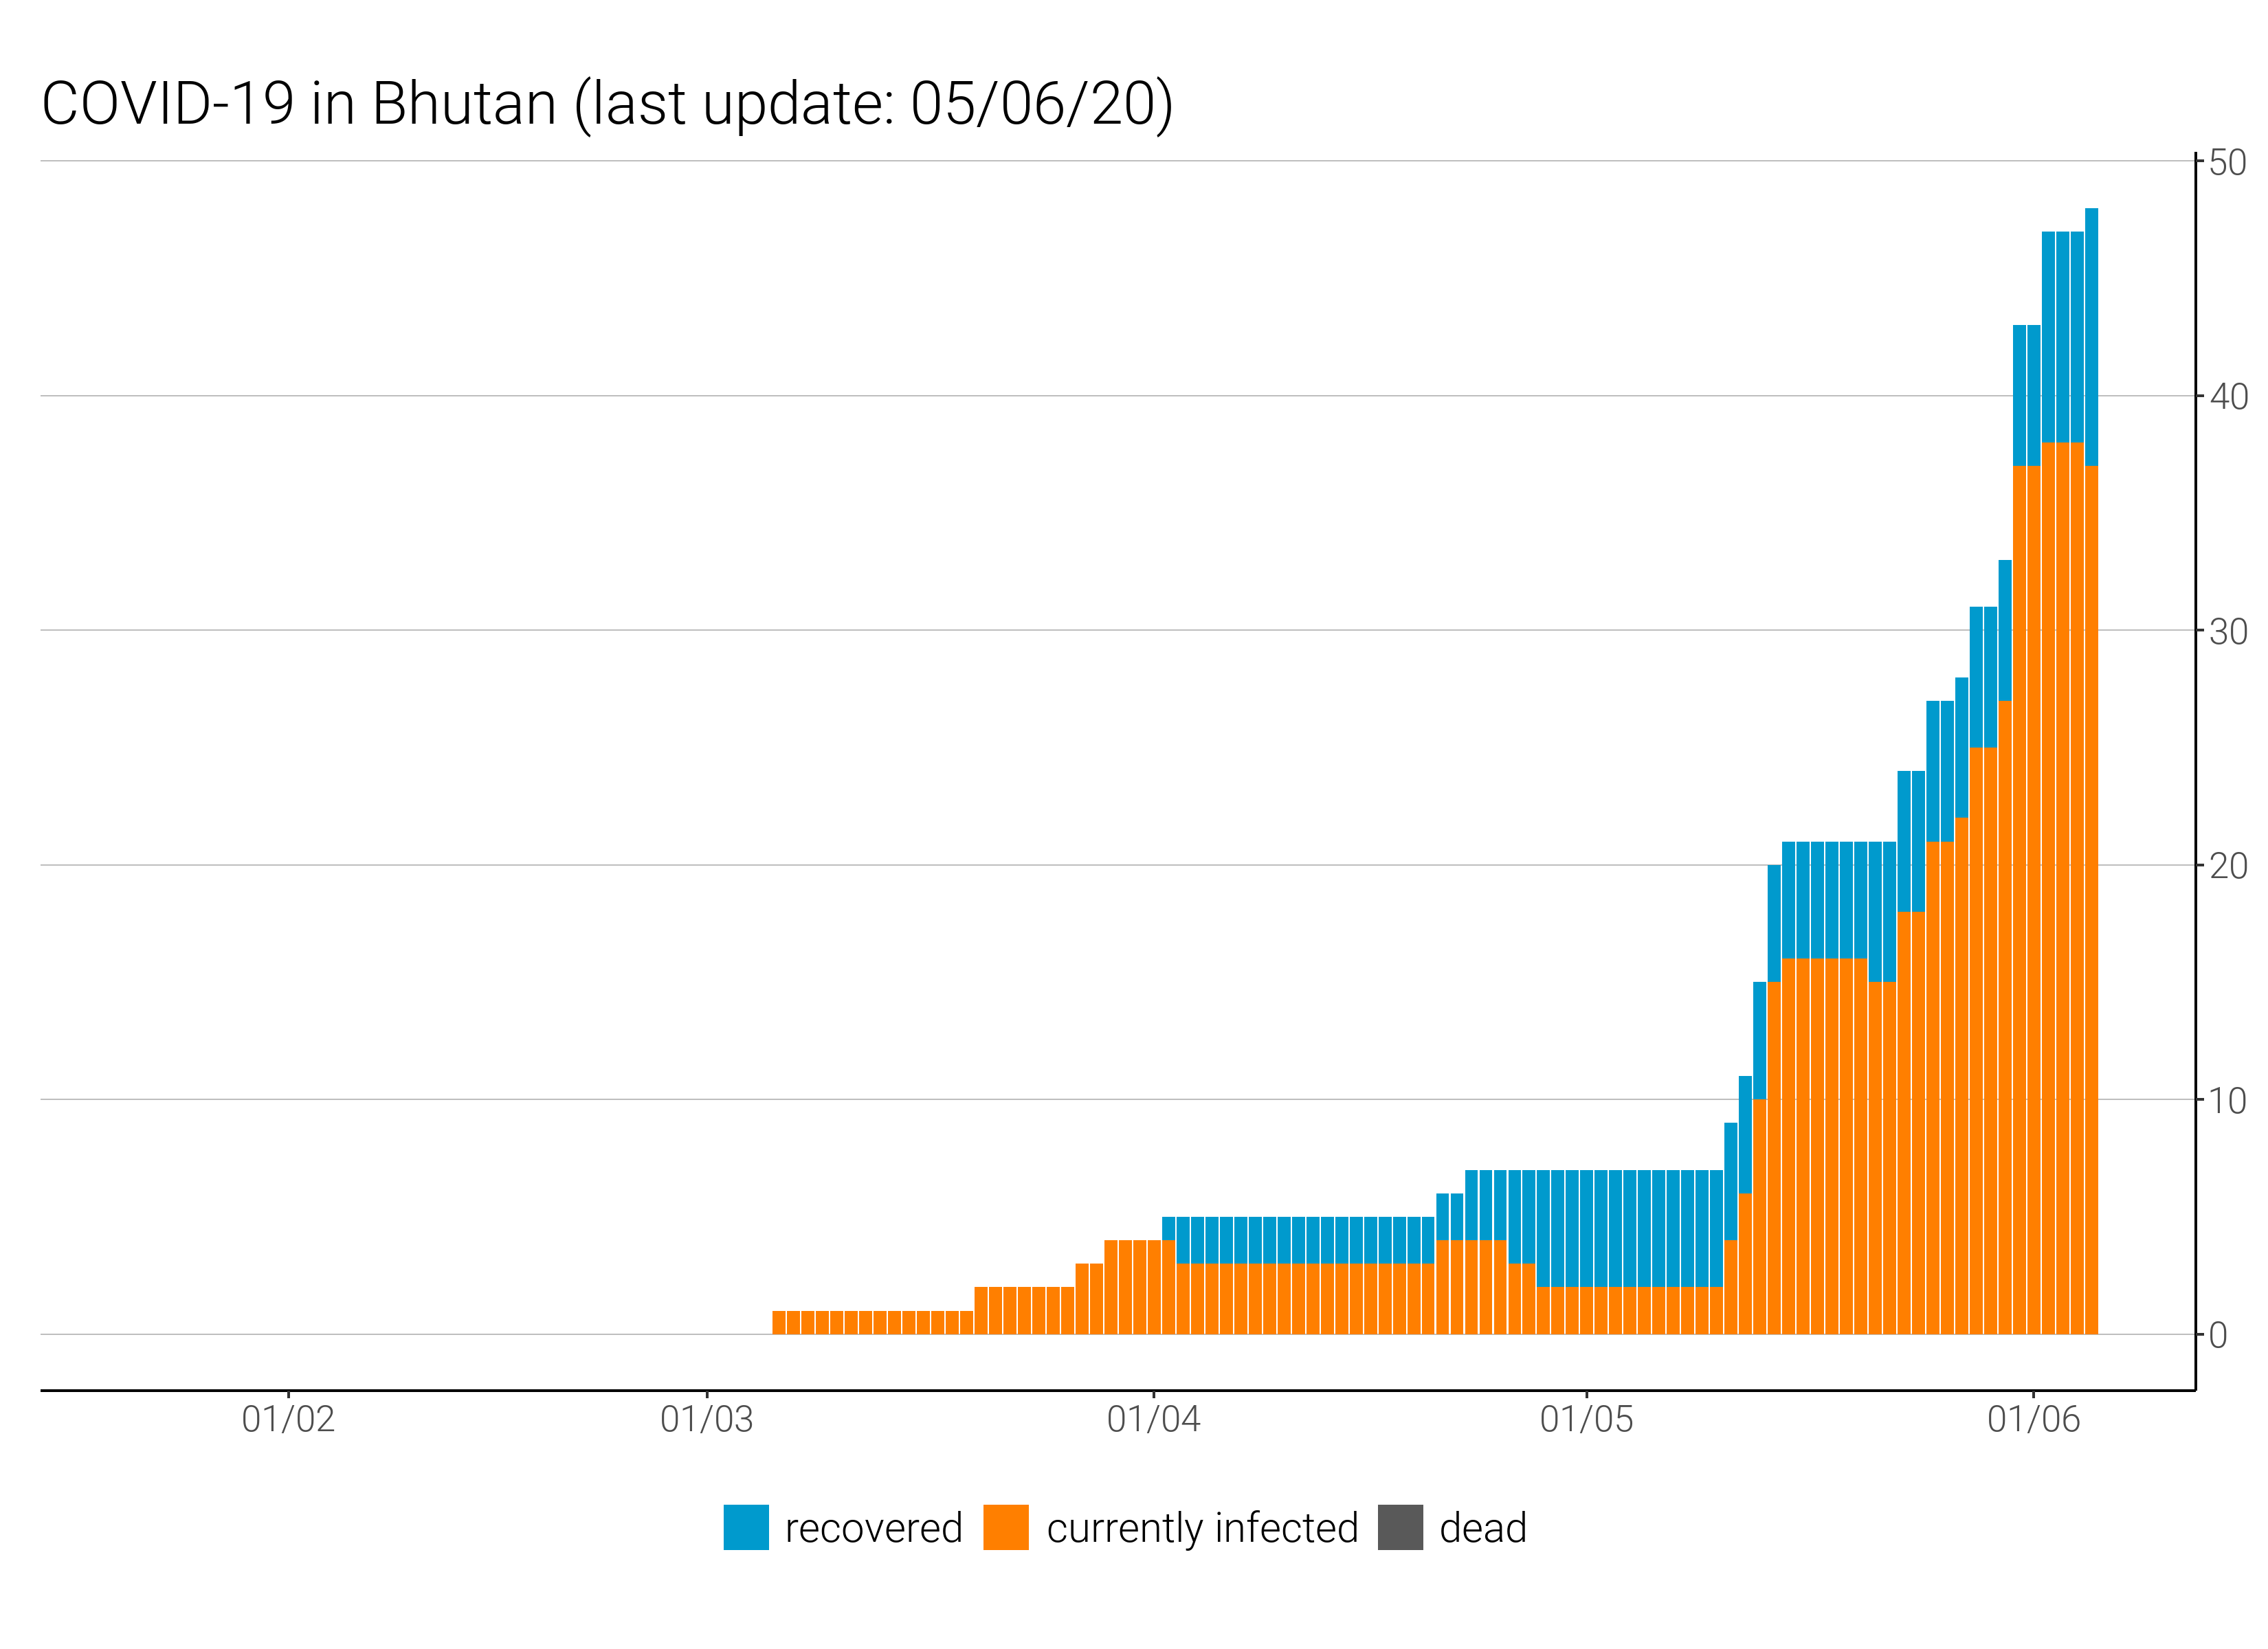 COVID-19 in Bhutan (last update: 05/06/20)
50
40
30
20
10
0
01/02 01/03 01/04 01/05 01/06
recovered currently infected dead